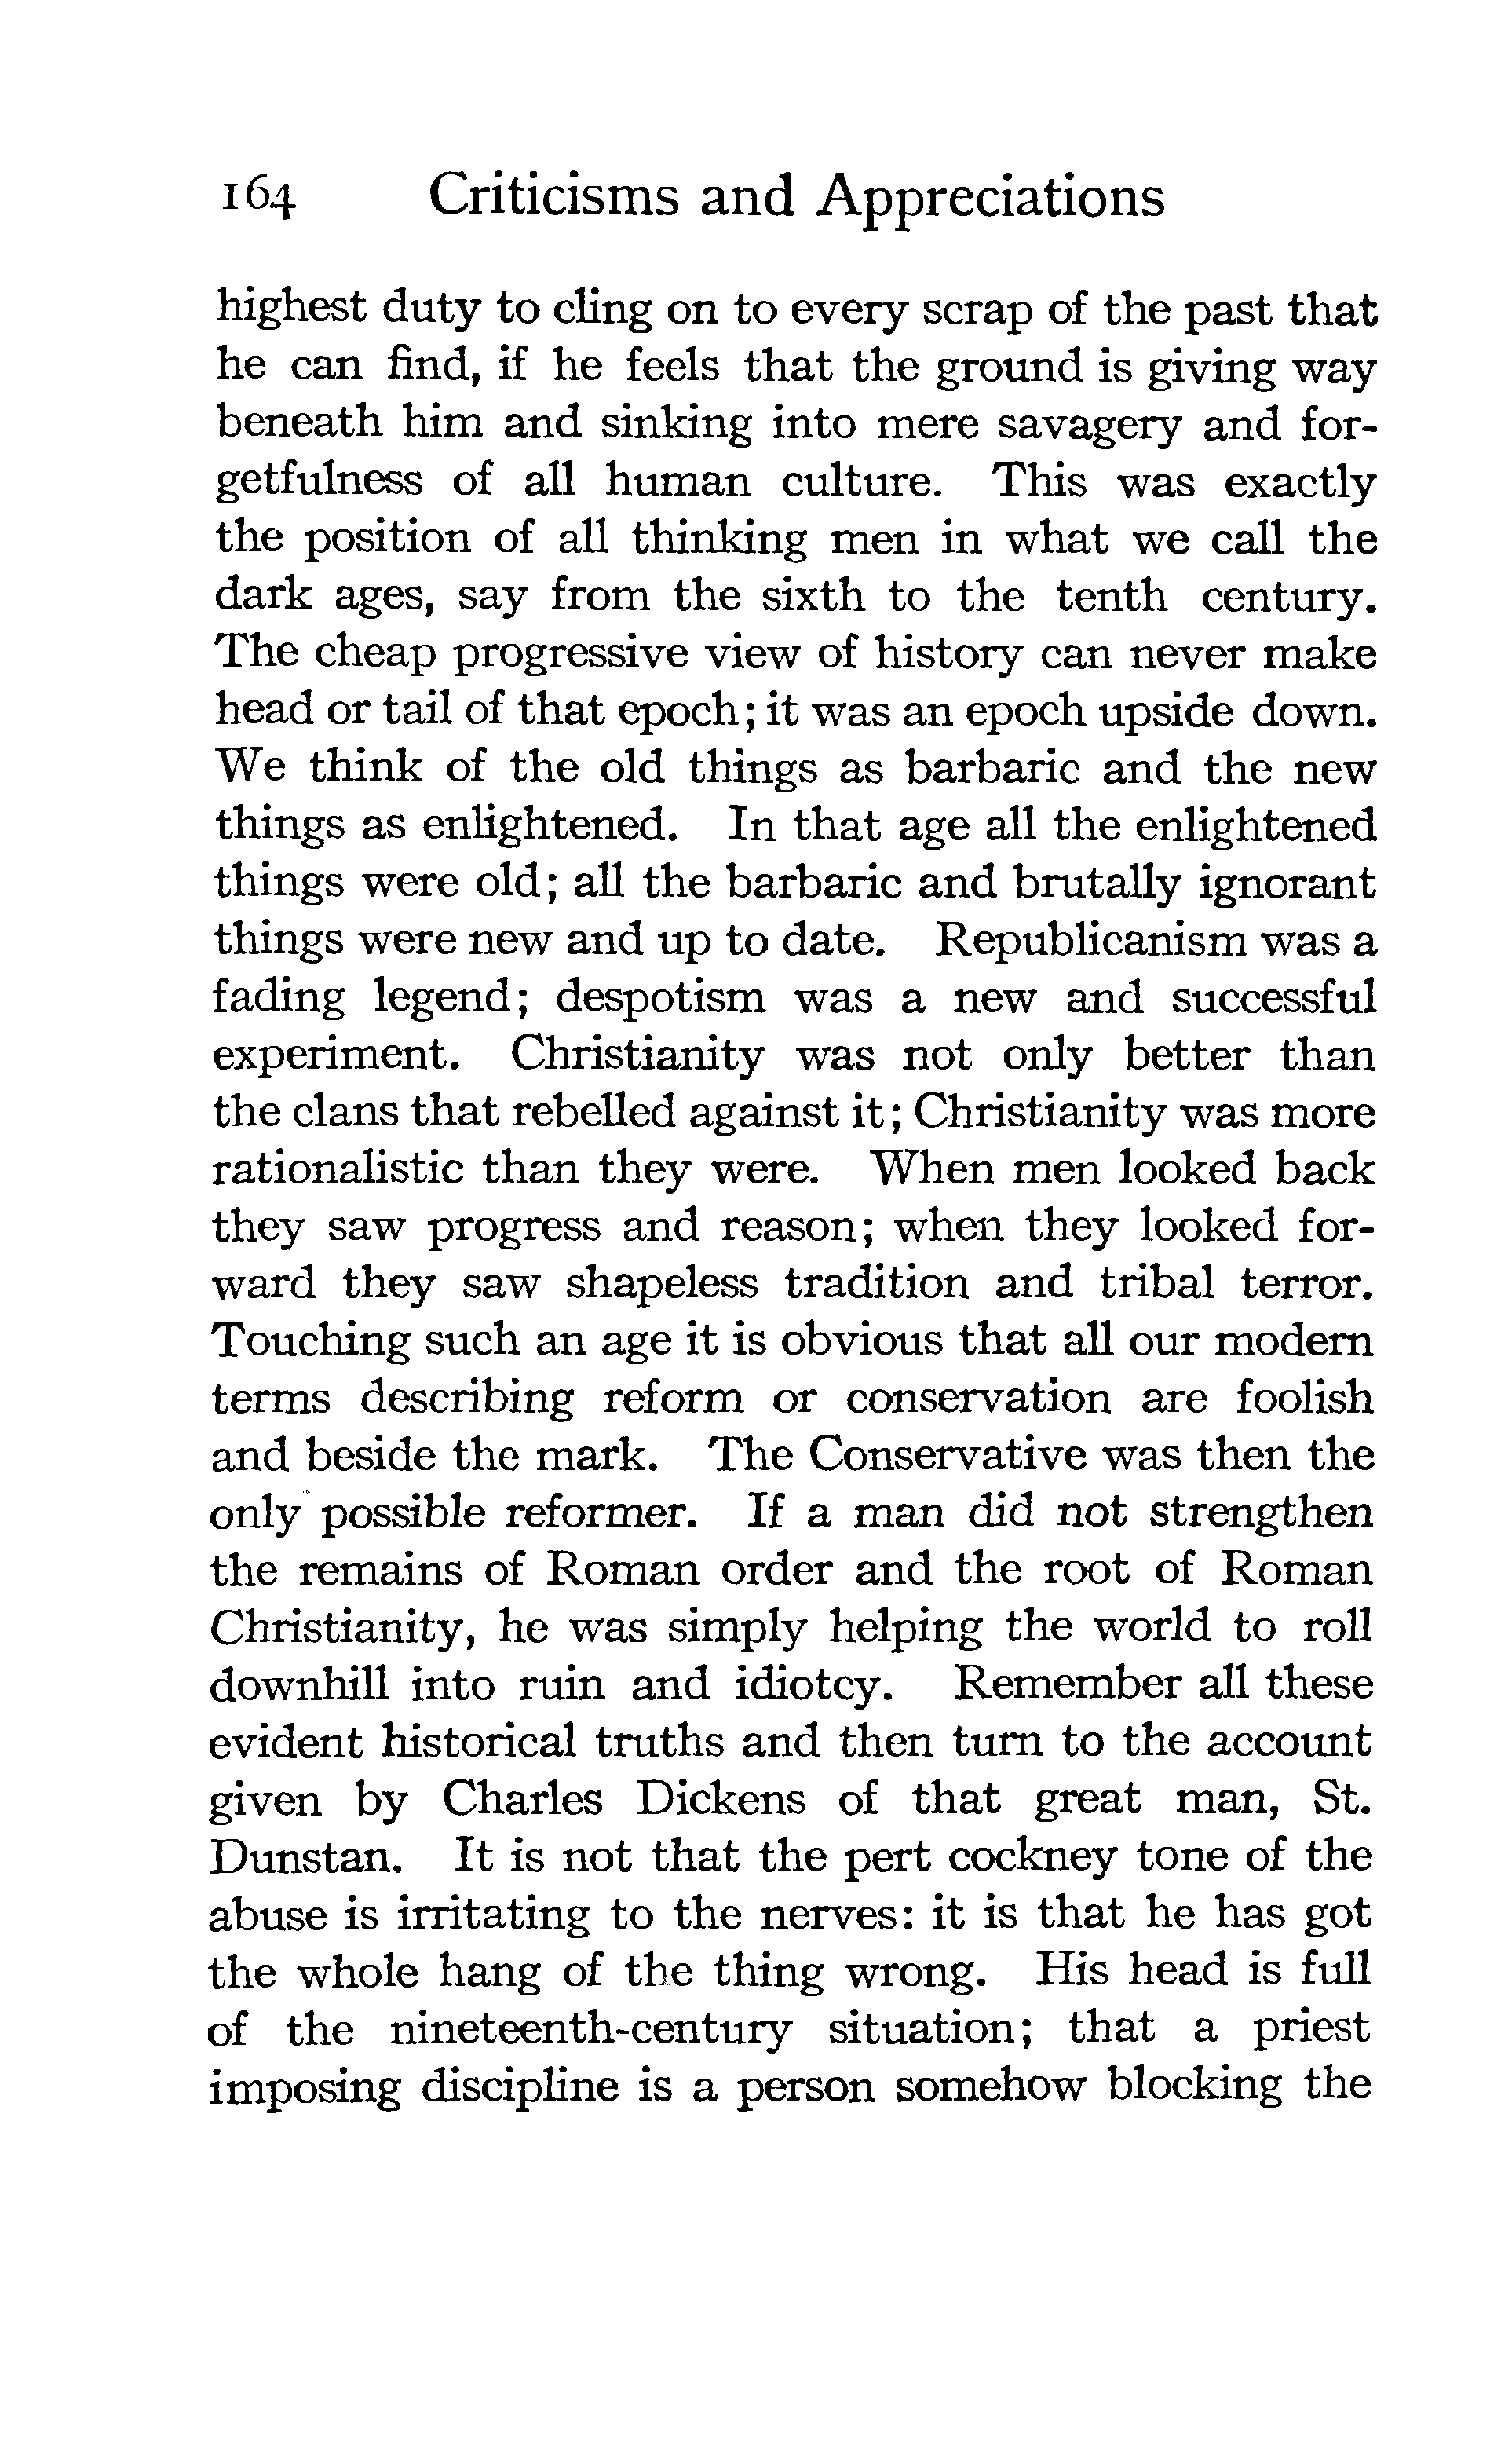 164 Criticisms and Appreciations
highest duty to cling on to every scrap of the past that
he can find, if he feels that the ground is giving way
beneath him and sinking into mere savagery and for-
getfulness of all human culture. This was exactly
the position of all thinking men in what we call the
dark ages, say from the sixth to the tenth century.
The cheap progressive view of history can never make
head or tail of that epoch; it was an epoch upside down.
We think of the old things as barbaric and the new
things as enlightened. In that age all the enlightened
things were old; all the barbaric and brutally ignorant
things were new and up to date. Republicanism was a
fading legend; despotism was a new and successful
experiment. Christianity was not only better than
the clans that rebelled against it; Christianity was more
rationalistic than they were. When men looked back
they saw progress and reason; when they looked for-
ward they saw shapeless tradition and tribal terror.
Touching such an age it is obvious that all our modern
terms describing reform or conservation are foolish
and beside the mark. The Conservative was then the
only possible reformer. If a man did not strengthen
the remains of Roman order and the root of Roman
Christianity, he was simply helping the world to roll
downhill into ruin and idiotcy. Remember all these
evident historical truths and then turn to the account
given by Charles Dickens of that great man, St.
Dunstan. It is not that the pert cockney tone of the
abuse is irritating to the nerves: it is that he has got
the whole hang of the thing wrong. His head is full
of the nineteenth-century situation; that a priest
imposing discipline is a person somehow blocking the